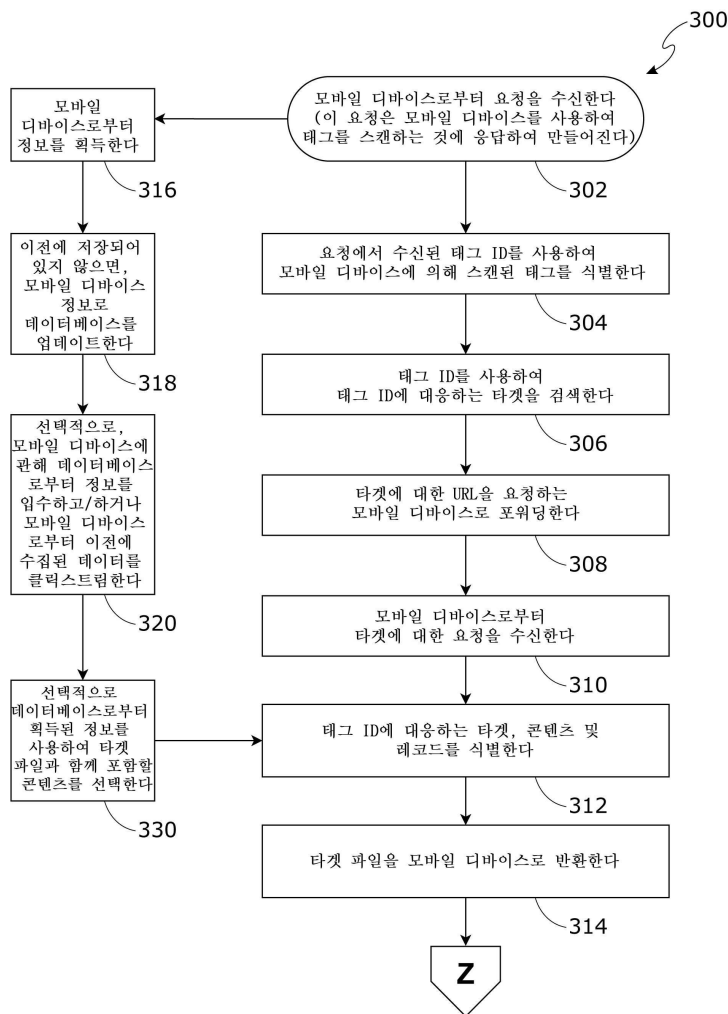 300
모바일 디바이스로부터 요청을 수신한다
(이 요청은 모바일 디바이스를 사용하여
태그를 스캔하는 것에 응답하여 만들어진다)
302
모바일
디바이스로부터
정보를 획득한다
316
이전에 저장되어
있지 않으면,
모바일 디바이스
정보로
데이터베이스를
업데이트한다
318
선택적으로,
모바일 디바이스에
관해 데이터베이스
로부터 정보를
입수하고/하거나
모바일 디바이스
로부터 이전에
수집된 데이터를
클릭스트림한다
320
선택적으로
데이터베이스로부터
획득된 정보를
사용하여 타겟
파일과 함께 포함할
콘텐츠를 선택한다
330
요청에서 수신된 태그 ID를 사용하여
모바일 디바이스에 의해 스캔된 태그를 식별한다
304
태그 ID를 사용하여
태그 ID에 대응하는 타겟을 검색한다
306
타겟에 대한 URL을 요청하는
모바일 디바이스로 포워딩한다
308
모바일 디바이스로부터
타겟에 대한 요청을 수신한다
310
태그 ID에 대응하는 타겟, 콘텐츠 및
레코드를 식별한다
312
타겟 파일을 모바일 디바이스로 반환한다
314
Z